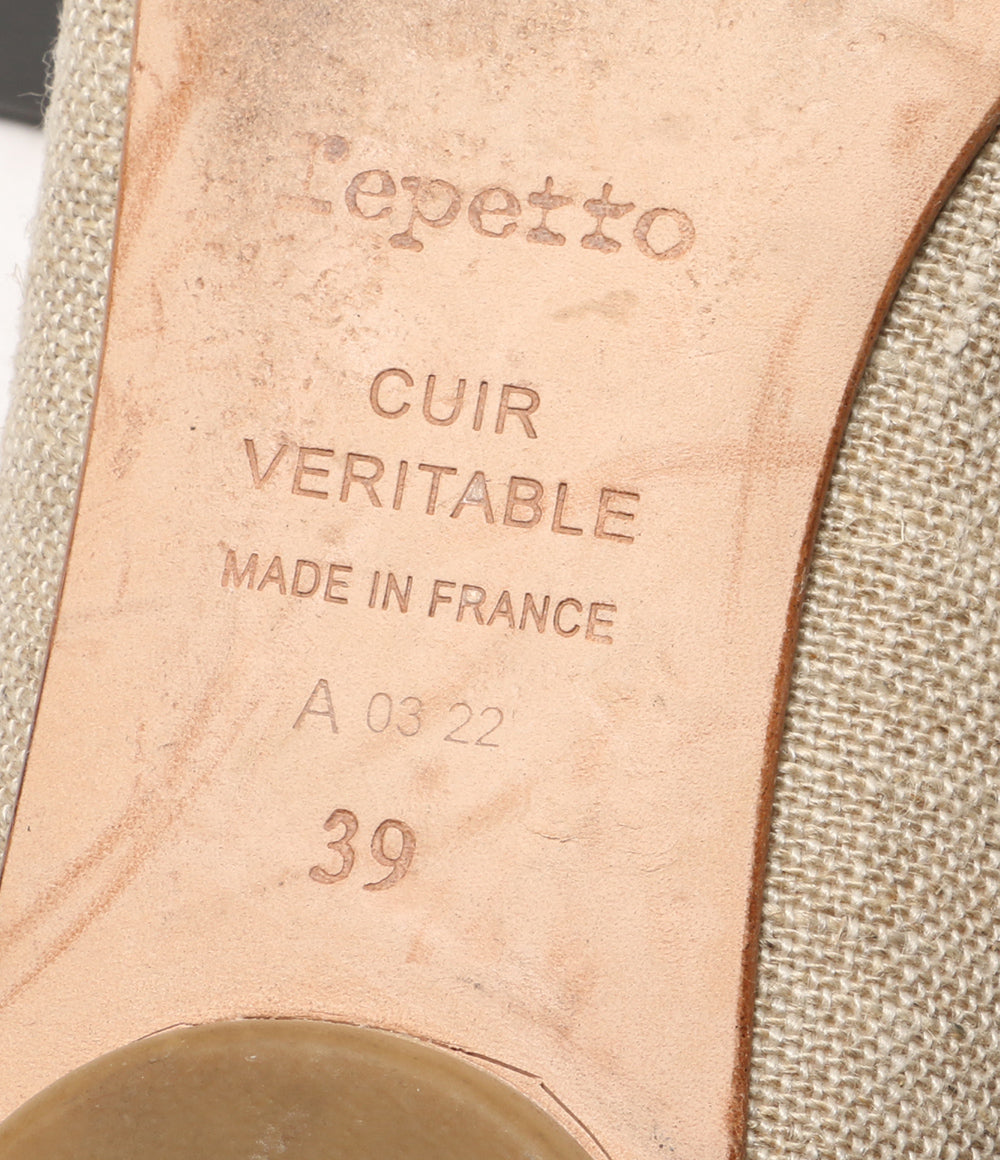 repetto
CUIR
VERITABLE
MADE IN FRANCE
A 03 22
39